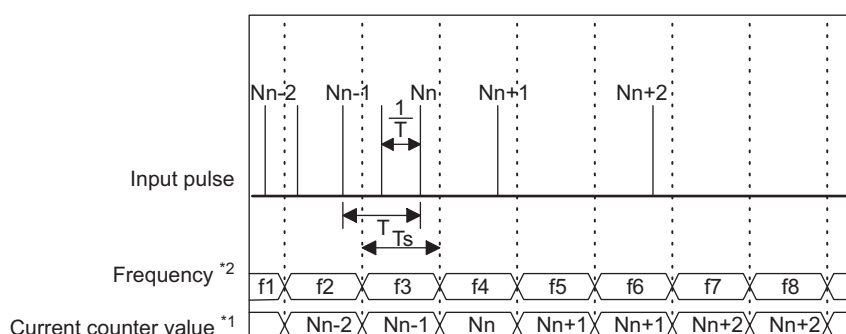 Nn-2 Nn-1 Nn Nn+1 Nn+2
1
T
Input pulse
T
Ts
Frequency *2 f1 f2 f3 f4 f5 f6 f7 f8
Current counter value *1 Nn-2 Nn-1 Nn Nn+1 Nn+1 Nn+2 Nn+2